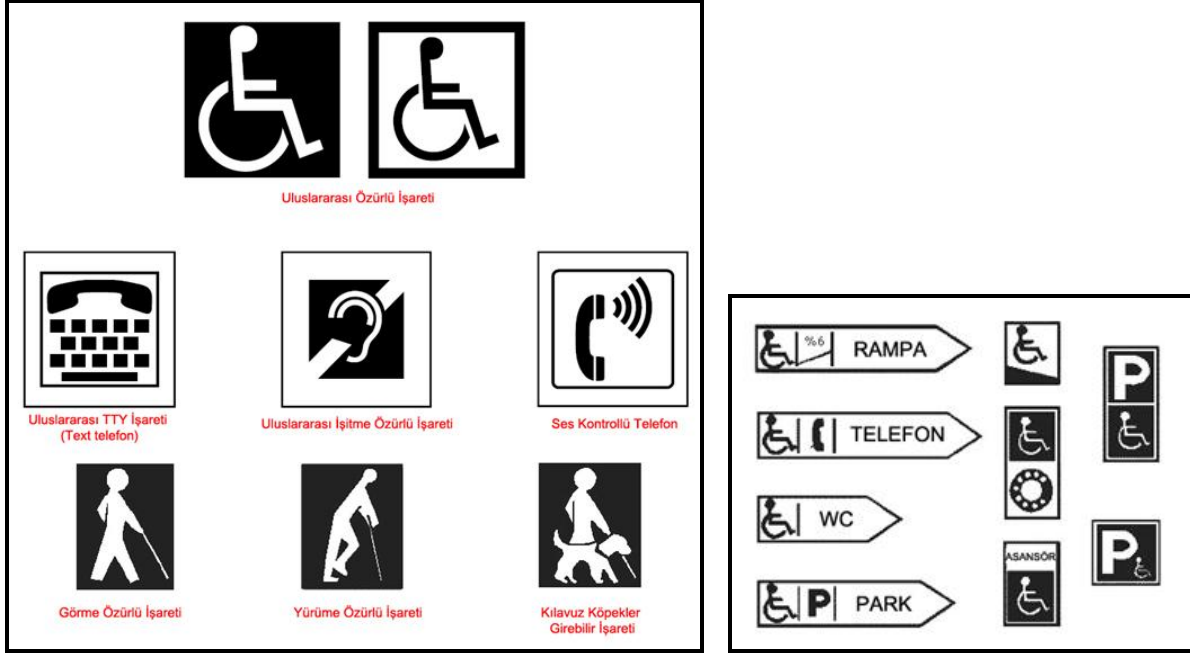 Uluslararası Özürlü İşareti
Uluslararası TTY İşareti
(Text telefon)
Uluslararası İşitme Özürlü İşareti
Ses Kontrollü Telefon
Görme Özürlü İşareti
Yürüme Özürlü İşareti
Kılavuz Köpekler
Girebilir İşareti
%6
RAMPA
TELEFON
WC
P
PARK
ASANSÖR
P
P